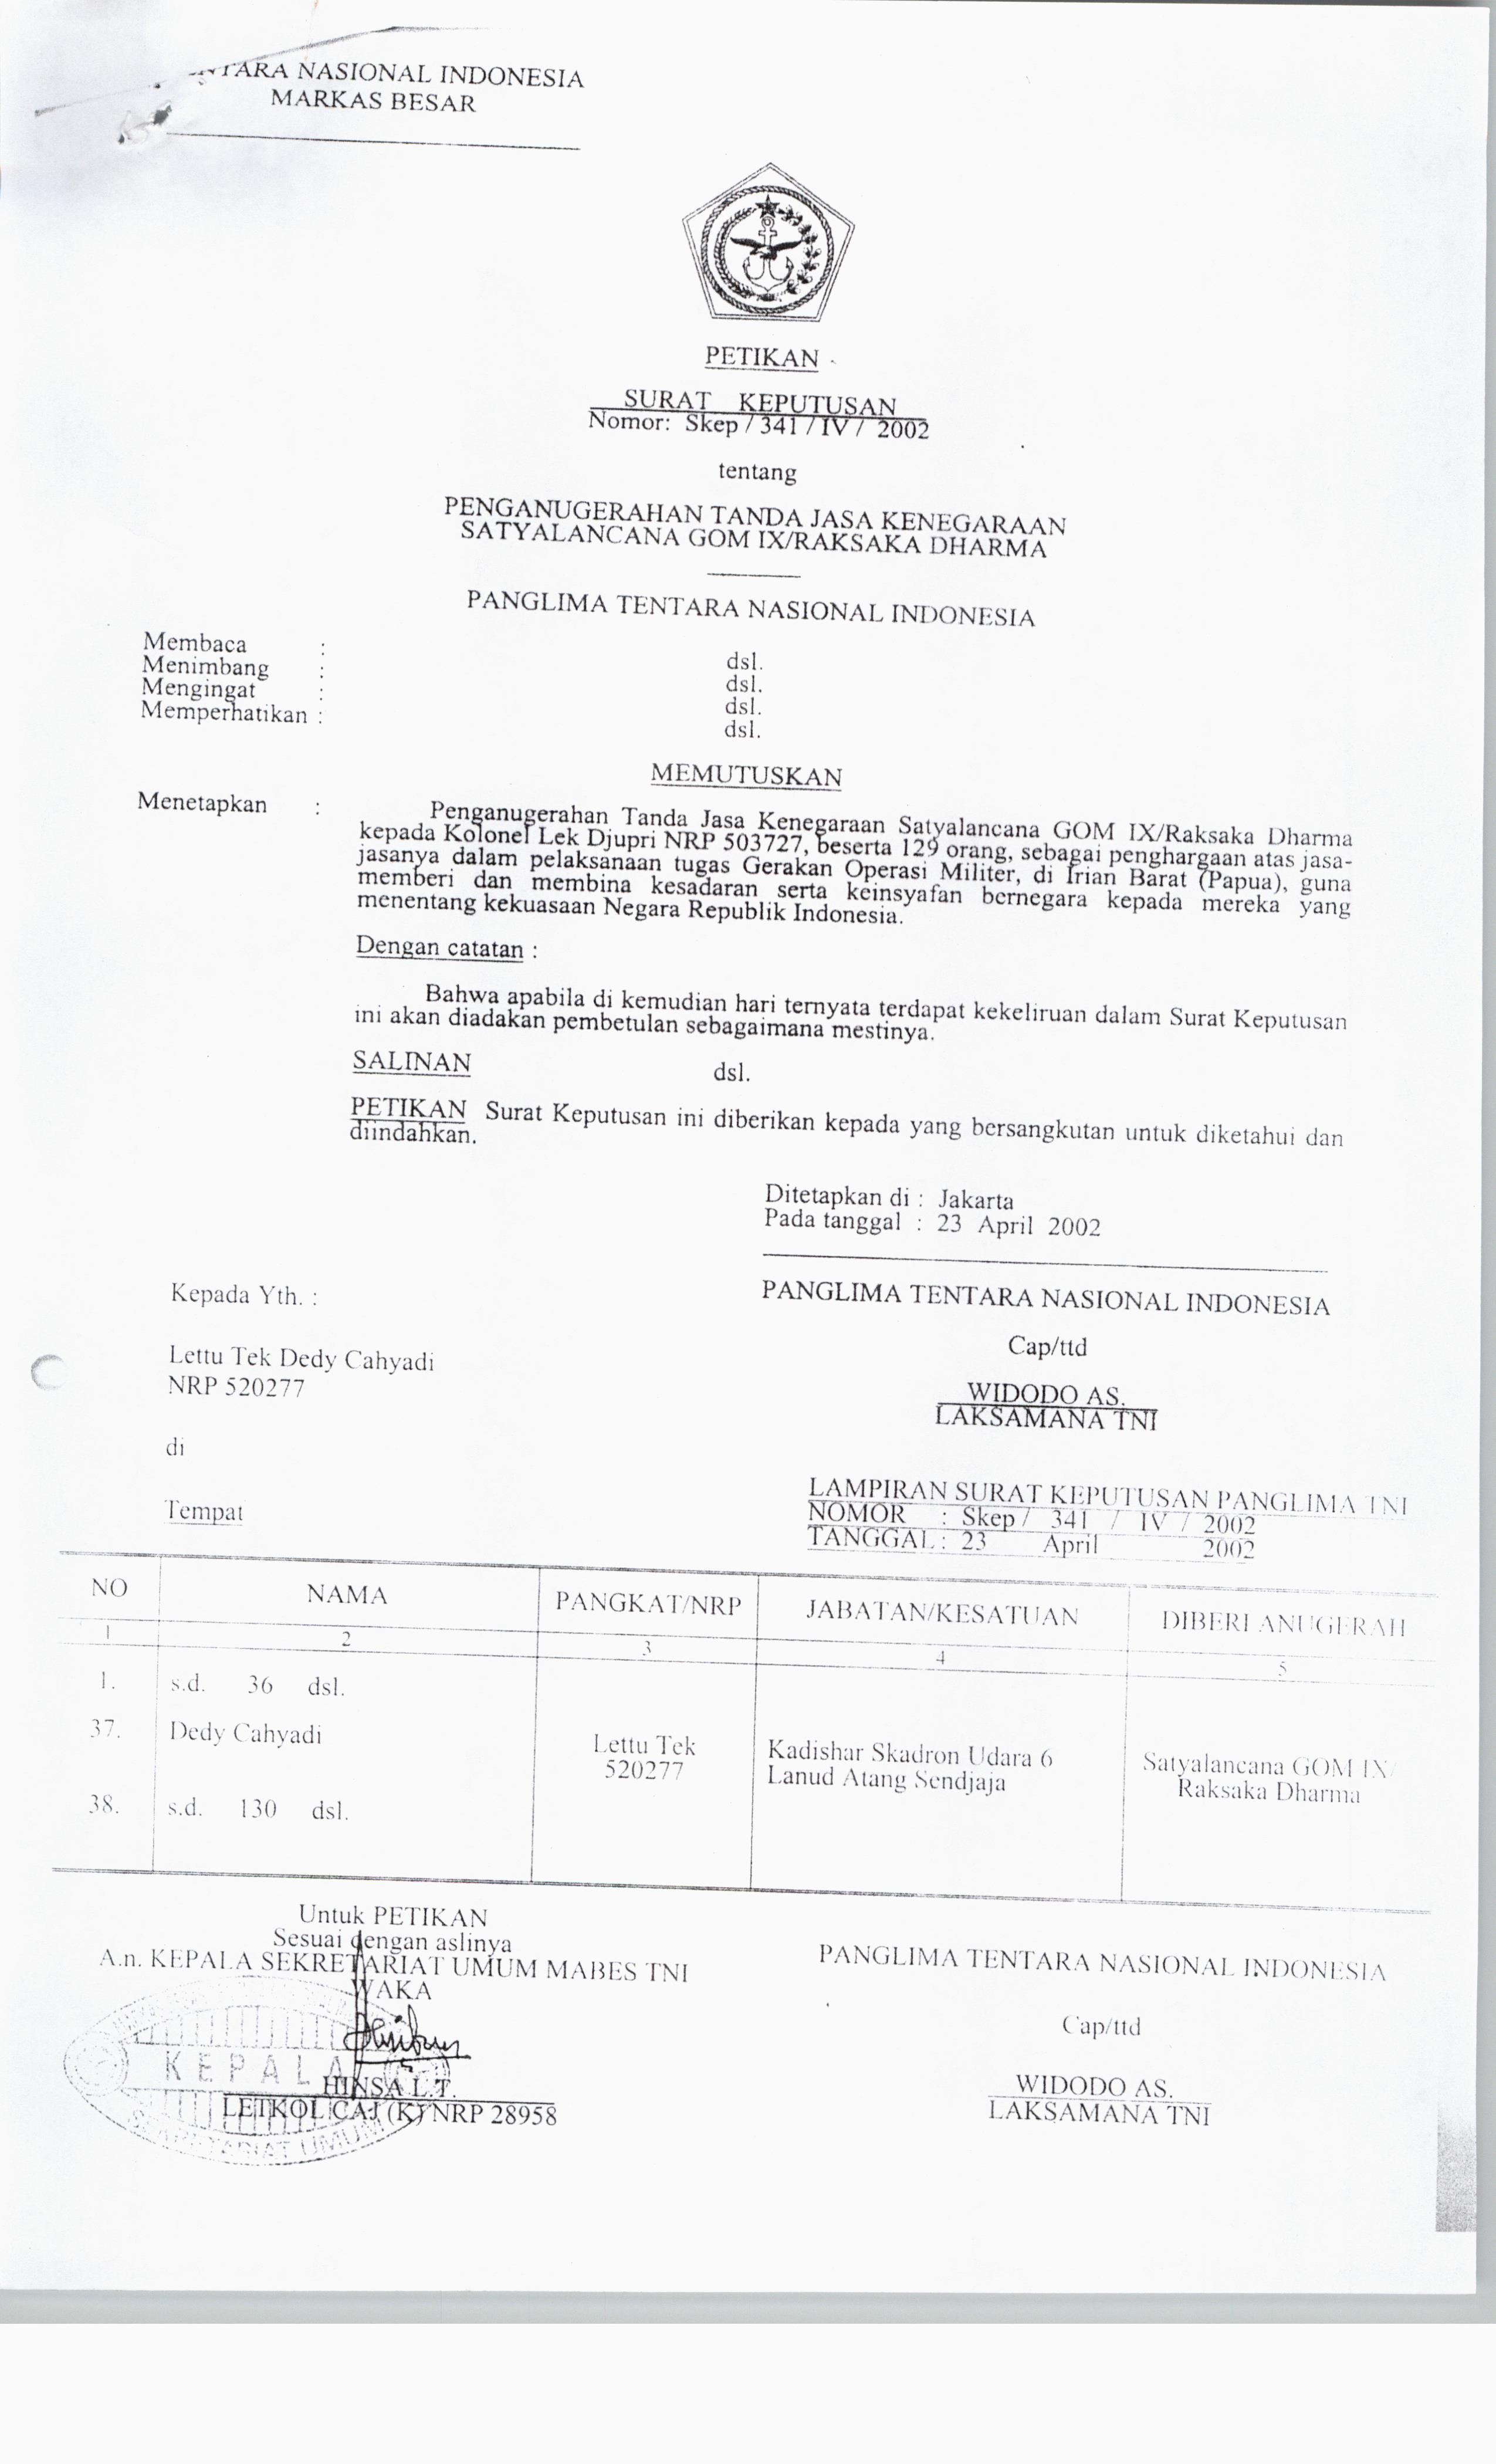 TARA NASIONAL INDONESIA
MARKAS BESAR
PETIKAN
SURAT KEPUTUSAN
Nomor: Skep / 341 / IV / 2002
tentang
PENGANUGERAHAN TANDA JASA KENEGARAAN
SATYALANCANA GOM IX/RAKSAKA DHARMA
PANGLIMA TENTARA NASIONAL INDONESIA
Membaca : dsl.
Menimbang : dsl.
Mengingat : dsl.
Memperhatikan : dsl.
MEMUTUSKAN
Menetapkan : Penganugerahan Tanda Jasa Kenegaraan Satyalancana GOM IX/Raksaka Dharma
kepada Kolonel Lek Djupri NRP 503727, beserta 129 orang, sebagai penghargaan atas jasa-
jasanya dalam pelaksanaan tugas Gerakan Operasi Militer, di Irian Barat (Papua), guna
memberi dan membina kesadaran serta keinsyafan bernegara kepada mereka yang
menentang kekuasaan Negara Republik Indonesia.
Dengan catatan :
Bahwa apabila di kemudian hari ternyata terdapat kekeliruan dalam Surat Keputusan
ini akan diadakan pembetulan sebagaimana mestinya.
SALINAN dsl.
PETIKAN Surat Keputusan ini diberikan kepada yang bersangkutan untuk diketahui dan
diindahkan.
Ditetapkan di : Jakarta
Pada tanggal : 23 April 2002
Kepada Yth. :
Lettu Tek Dedy Cahyadi
NRP 520277
di
Tempat
PANGLIMA TENTARA NASIONAL INDONESIA
Cap/ttd
WIDODO AS.
LAKSAMANA TNI
LAMPIRAN SURAT KEPUTUSAN PANGLIMA TNI
NOMOR : Skep / 341 / IV / 2002
TANGGAL : 23 April 2002
NO NAMA PANGKAT/NRP JABATAN/KESATUAN DIBERI ANUGERAH
1 2 3 4 5
1. s.d. 36 dsl.
37. Dedy Cahyadi Lettu Tek Kadishar Skadron Udara 6 Satyalancana GOM IX/
520277 Lanud Atang Sendjaja Raksaka Dharma
38. s.d. 130 dsl.
Untuk PETIKAN
Sesuai dengan aslinya
A.n. KEPALA SEKRETARIAT UMUM MABES TNI
WAKA
KEPALA
HINSA L.T.
LETKOL CAJ (K) NRP 28958
SEKRETARIAT UMUM
PANGLIMA TENTARA NASIONAL INDONESIA
Cap/ttd
WIDODO AS.
LAKSAMANA TNI